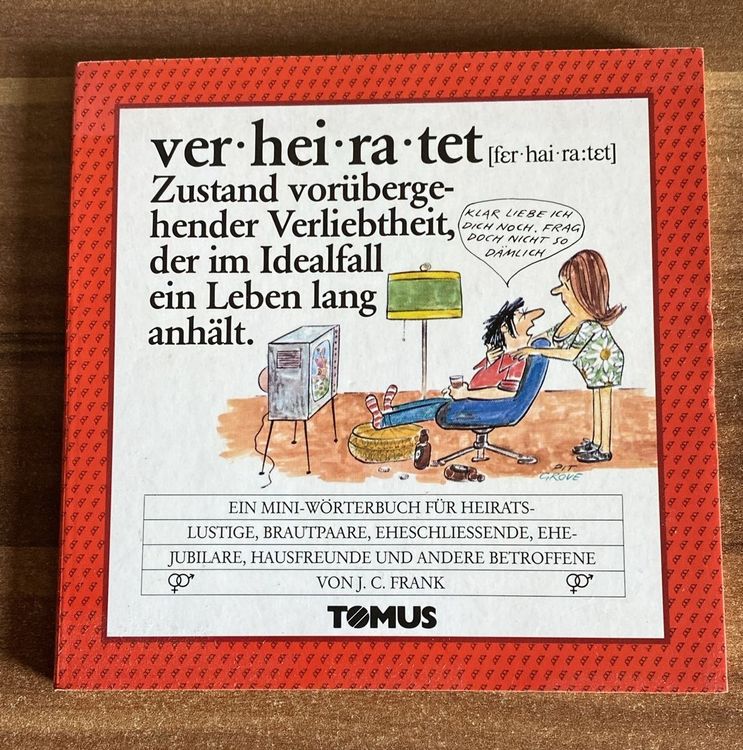 ver·hei·ra·tet [fɛr·hai·ra:tɛt]
Zustand vorüberge-
hender Verliebtheit,
der im Idealfall
ein Leben lang
anhält.
KLAR LIEBE ICH
DICH NOCH. FRAG
DOCH NICHT SO
DÄMLICH
PIT
GROVE
EIN MINI-WÖRTERBUCH FÜR HEIRATS-
LUSTIGE, BRAUTPAARE, EHESCHLIESSENDE, EHE-
JUBILARE, HAUSFREUNDE UND ANDERE BETROFFENE
VON J. C. FRANK
TOMUS